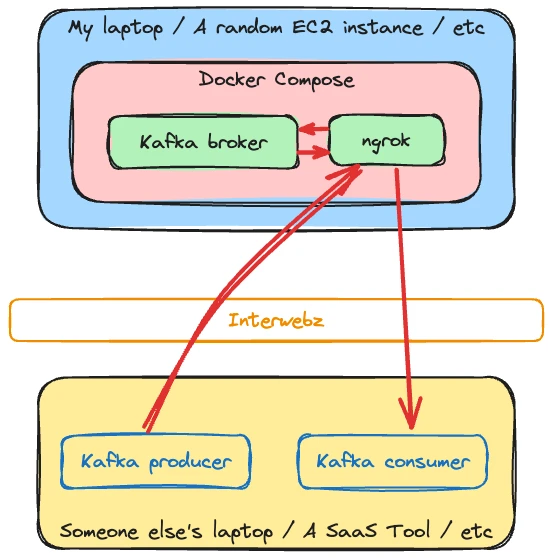 My laptop / A random EC2 instance / etc
Docker Compose
Kafka broker
ngrok
Interwebz
Kafka producer
Kafka consumer
Someone else's laptop / A SaaS Tool / etc